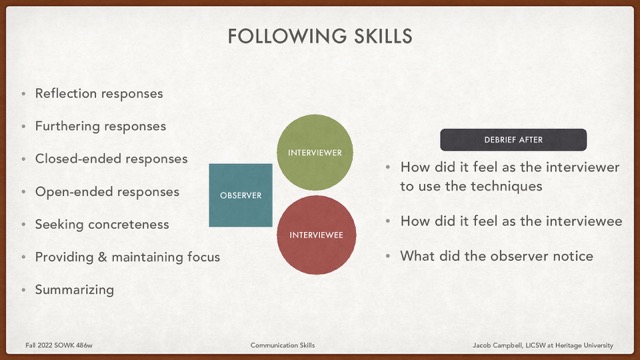 FOLLOWING SKILLS
Reflection responses
Furthering responses
Closed-ended responses
Open-ended responses
Seeking concreteness
Providing & maintaining focus
Summarizing
OBSERVER
INTERVIEWER
INTERVIEWEE
DEBRIEF AFTER
How did it feel as the interviewer
to use the techniques
How did it feel as the interviewee
What did the observer notice
Fall 2022 SOWK 486w
Communication Skills
Jacob Campbell, LICSW at Heritage University